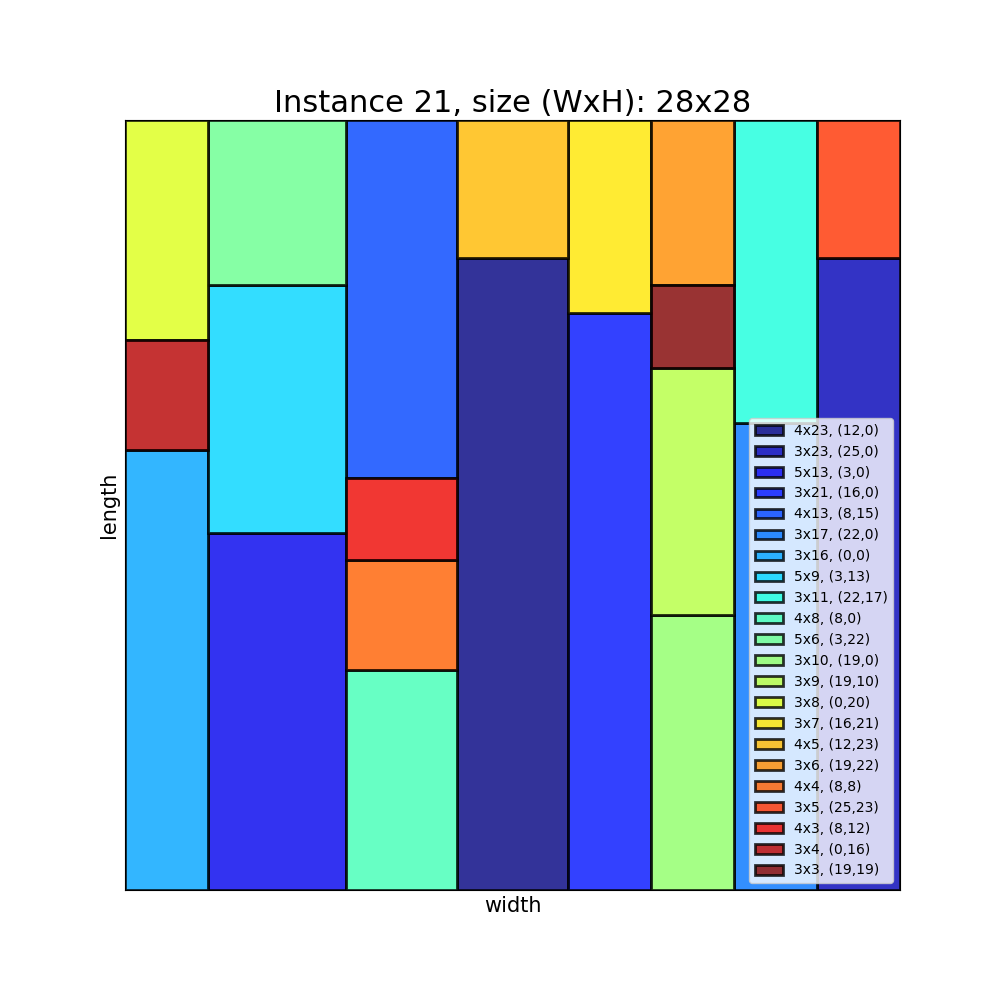 Instance 21, size (WxH): 28x28
length
4x23, (12,0)
3x23, (25,0)
5x13, (3,0)
3x21, (16,0)
4x13, (8,15)
3x17, (22,0)
3x16, (0,0)
5x9, (3,13)
3x11, (22,17)
4x8, (8,0)
5x6, (3,22)
3x10, (19,0)
3x9, (19,10)
3x8, (0,20)
3x7, (16,21)
4x5, (12,23)
3x6, (19,22)
4x4, (8,8)
3x5, (25,23)
4x3, (8,12)
3x4, (0,16)
3x3, (19,19)
width